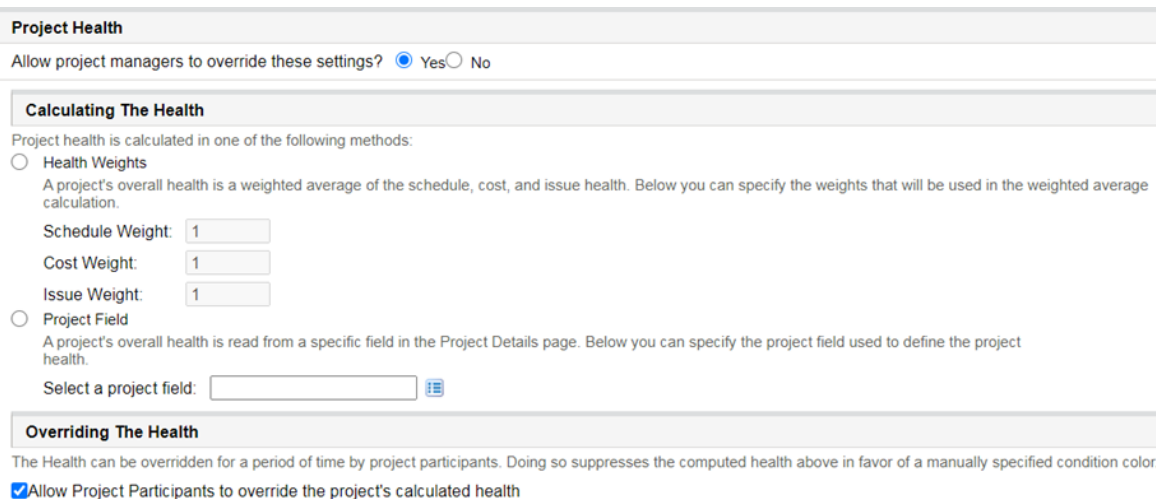 Project Health
Allow project managers to override these settings? Yes No
Calculating The Health
Project health is calculated in one of the following methods:
Health Weights
A project's overall health is a weighted average of the schedule, cost, and issue health. Below you can specify the weights that will be used in the weighted average
calculation.
Schedule Weight: 1
Cost Weight: 1
Issue Weight: 1
Project Field
A project's overall health is read from a specific field in the Project Details page. Below you can specify the project field used to define the project
health.
Select a project field:
Overriding The Health
The Health can be overridden for a period of time by project participants. Doing so suppresses the computed health above in favor of a manually specified condition color
Allow Project Participants to override the project's calculated health